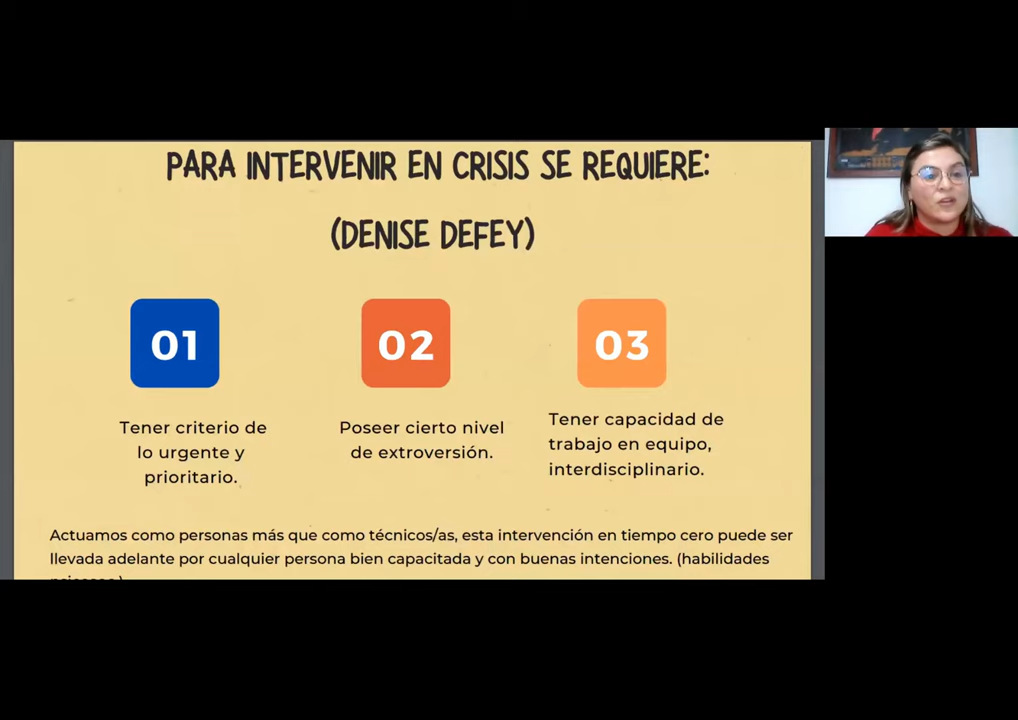 PARA INTERVENIR EN CRISIS SE REQUIERE:
(DENISE DEFEY)
01
02
03
Tener criterio de
lo urgente y
prioritario.
Poseer cierto nivel
de extroversión.
Tener capacidad de
trabajo en equipo,
interdisciplinario.
Actuamos como personas más que como técnicos/as, esta intervención en tiempo cero puede ser
llevada adelante por cualquier persona bien capacitada y con buenas intenciones. (habilidades